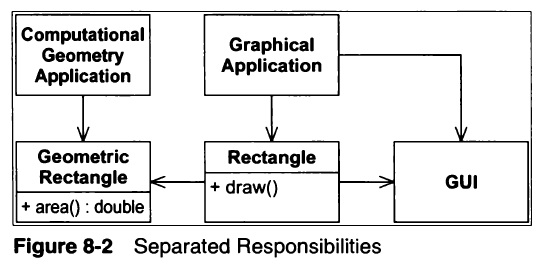 Computational
Geometry
Application
Graphical
Application
Geometric
Rectangle
+ area() : double
Rectangle
+ draw()
GUI
Figure 8-2 Separated Responsibilities